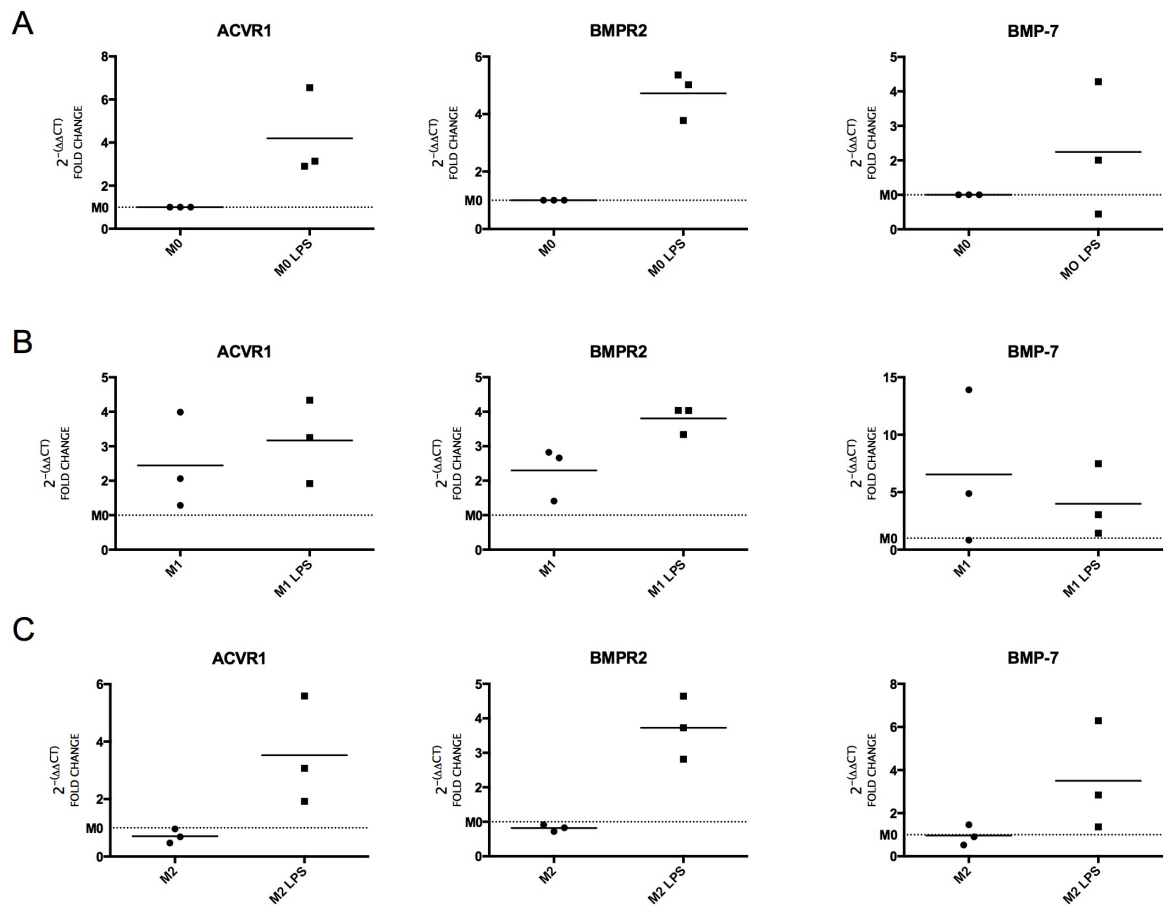 A
ACVR1
8
6
4
2
M0
0
2−(ΔΔCT)
FOLD CHANGE
M0
M0 LPS
BMPR2
6
4
2
M0
0
2−(ΔΔCT)
FOLD CHANGE
M0
M0 LPS
BMP-7
5
4
3
2
M0
0
2−(ΔΔCT)
FOLD CHANGE
M0
MO LPS
B
ACVR1
5
4
3
2
M0
0
2−(ΔΔCT)
FOLD CHANGE
M1
M1 LPS
BMPR2
5
4
3
2
M0
0
2−(ΔΔCT)
FOLD CHANGE
M1
M1 LPS
BMP-7
15
10
5
M0
0
2−(ΔΔCT)
FOLD CHANGE
M1
M1 LPS
C
ACVR1
6
4
2
M0
0
2−(ΔΔCT)
FOLD CHANGE
M2
M2 LPS
BMPR2
5
4
3
2
M0
0
2−(ΔΔCT)
FOLD CHANGE
M2
M2 LPS
BMP-7
8
6
4
2
M0
0
2−(ΔΔCT)
FOLD CHANGE
M2
M2 LPS